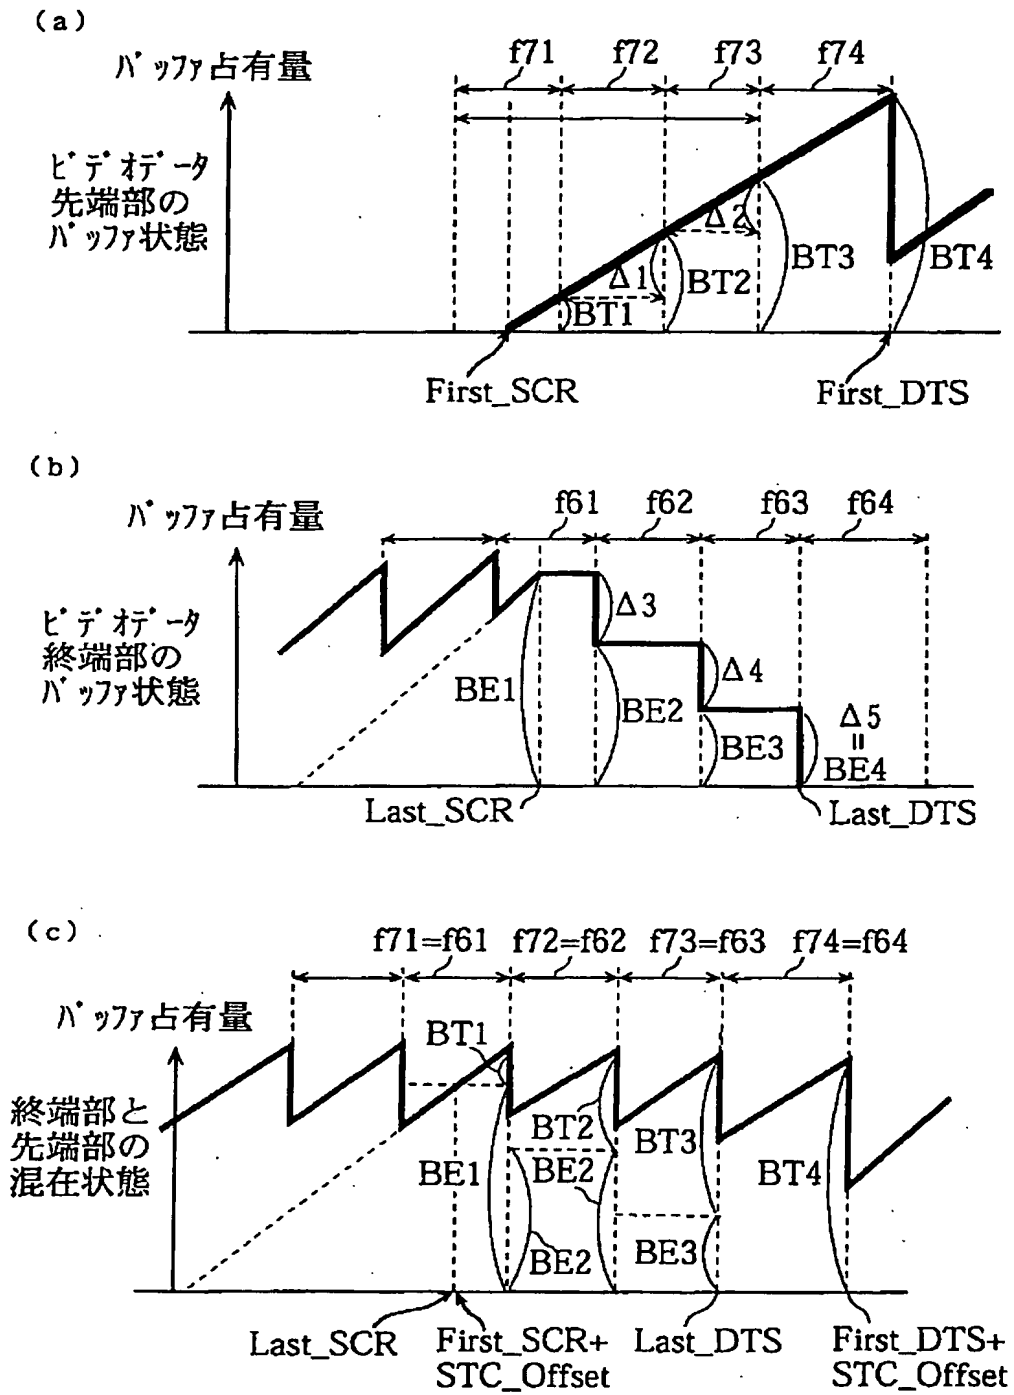 (a)
f71 f72 f73 f74
バッファ占有量
ビデオデータ
先端部の
バッファ状態
Δ2
Δ1
BT1
BT2
BT3
BT4
First_SCR
First_DTS
(b)
f61 f62 f63 f64
バッファ占有量
ビデオデータ
終端部の
バッファ状態
Δ3
Δ4
Δ5
=
BE1
BE2
BE3
BE4
Last_SCR
Last_DTS
(c)
f71=f61 f72=f62 f73=f63 f74=f64
バッファ占有量
終端部と
先端部の
混在状態
BT1
BT2
BT3
BT4
BE1
BE2
BE2
BE3
Last_SCR
First_SCR+
STC_Offset
Last_DTS
First_DTS+
STC_Offset